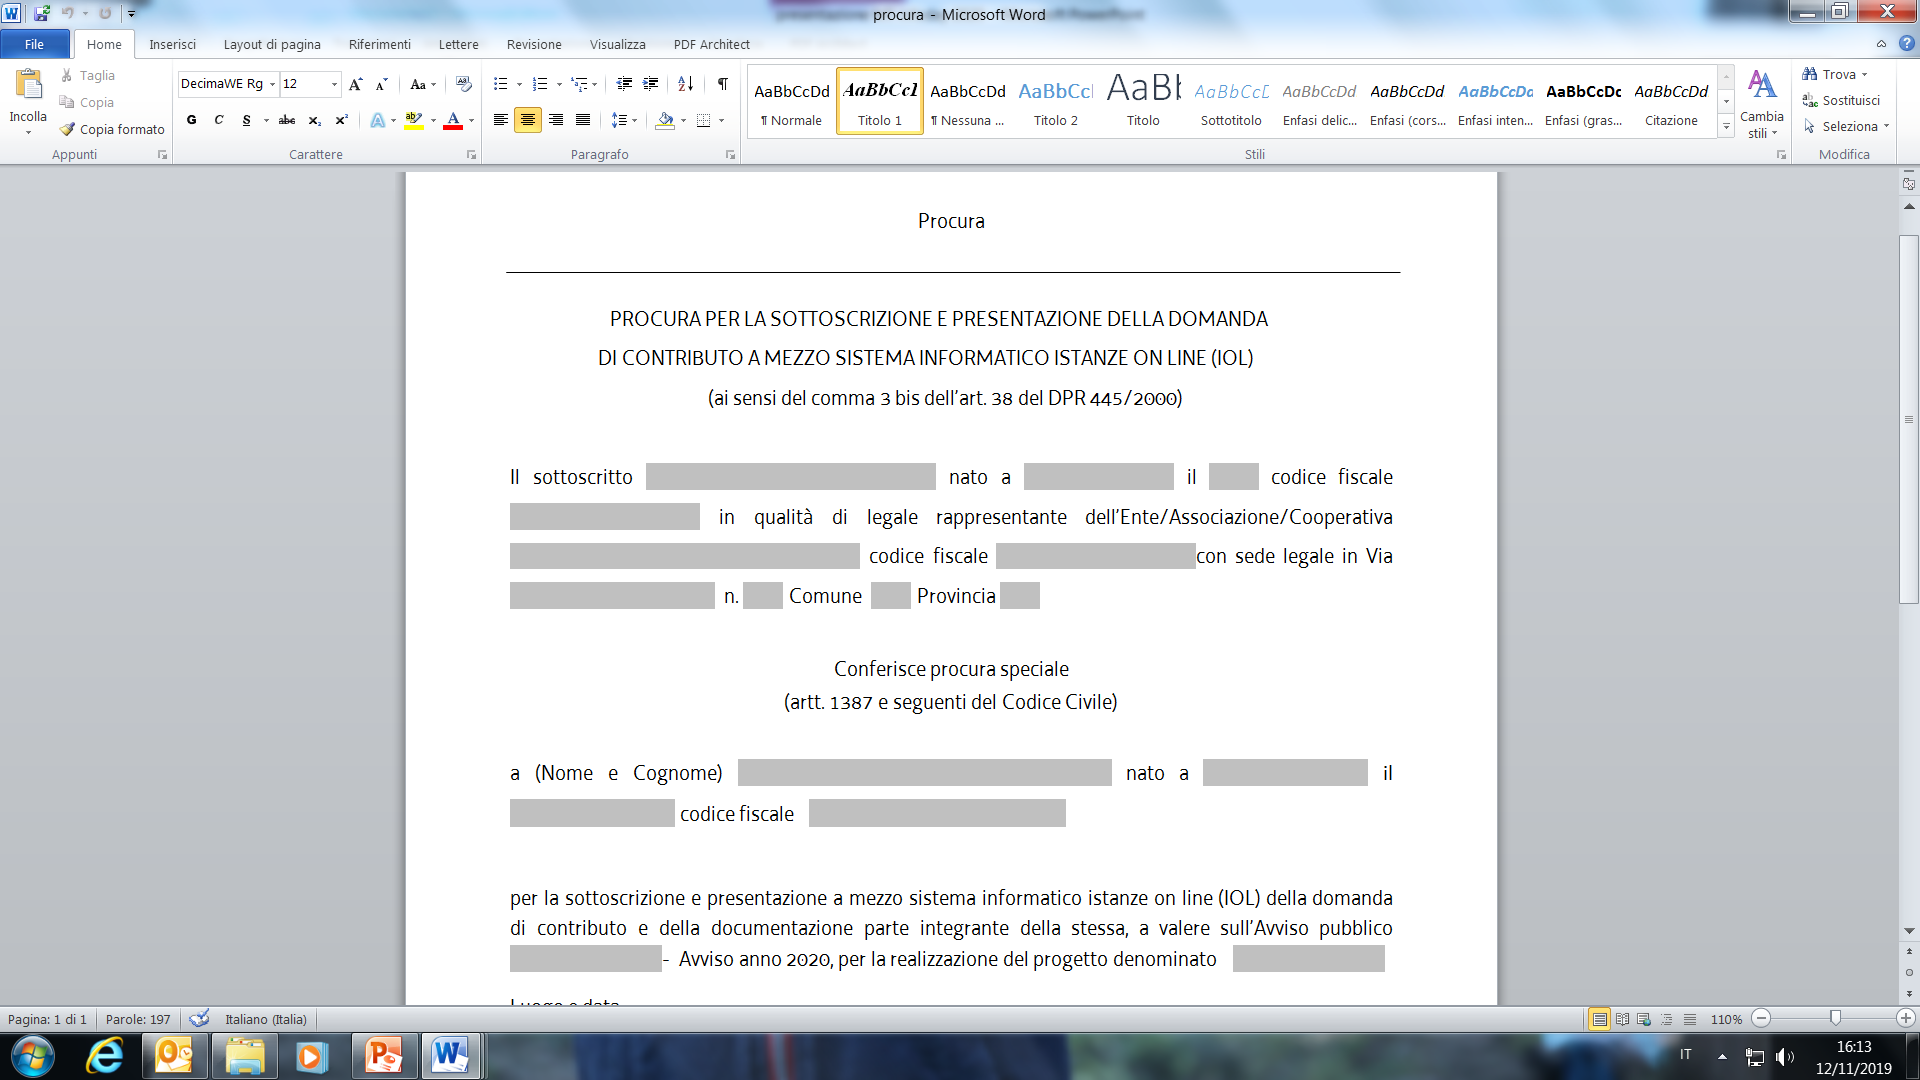 procura - Microsoft Word
File Home Inserisci Layout di pagina Riferimenti Lettere Revisione Visualizza PDF Architect
Incolla
Taglia
Copia
Copia formato
Appunti
DecimaWE Rg 12
Aa
G C S abc x₂ x²
Carattere
Paragrafo
AaBbCcDd AaBbCc1 AaBbCcDd AaBbCcl AaBl AaBbCcD AaBbCcDd AaBbCcDd AaBbCcDd AaBbCcDc AaBbCcDd
¶ Normale Titolo 1 ¶ Nessuna ... Titolo 2 Titolo Sottotitolo Enfasi delic... Enfasi (cors... Enfasi inten... Enfasi (gras... Citazione
Stili
Cambia
stili
Trova
Sostituisci
Seleziona
Modifica
Procura
PROCURA PER LA SOTTOSCRIZIONE E PRESENTAZIONE DELLA DOMANDA
DI CONTRIBUTO A MEZZO SISTEMA INFORMATICO ISTANZE ON LINE (IOL)
(ai sensi del comma 3 bis dell'art. 38 del DPR 445/2000)
Il sottoscritto nato a il codice fiscale
in qualità di legale rappresentante dell'Ente/Associazione/Cooperativa
codice fiscale con sede legale in Via
n. Comune Provincia
Conferisce procura speciale
(artt. 1387 e seguenti del Codice Civile)
a (Nome e Cognome) nato a il
codice fiscale
per la sottoscrizione e presentazione a mezzo sistema informatico istanze on line (IOL) della domanda
di contributo e della documentazione parte integrante della stessa, a valere sull'Avviso pubblico
- Avviso anno 2020, per la realizzazione del progetto denominato
Luogo e data
Pagina: 1 di 1 Parole: 197 Italiano (Italia) 110%
IT 16:13
12/11/2019